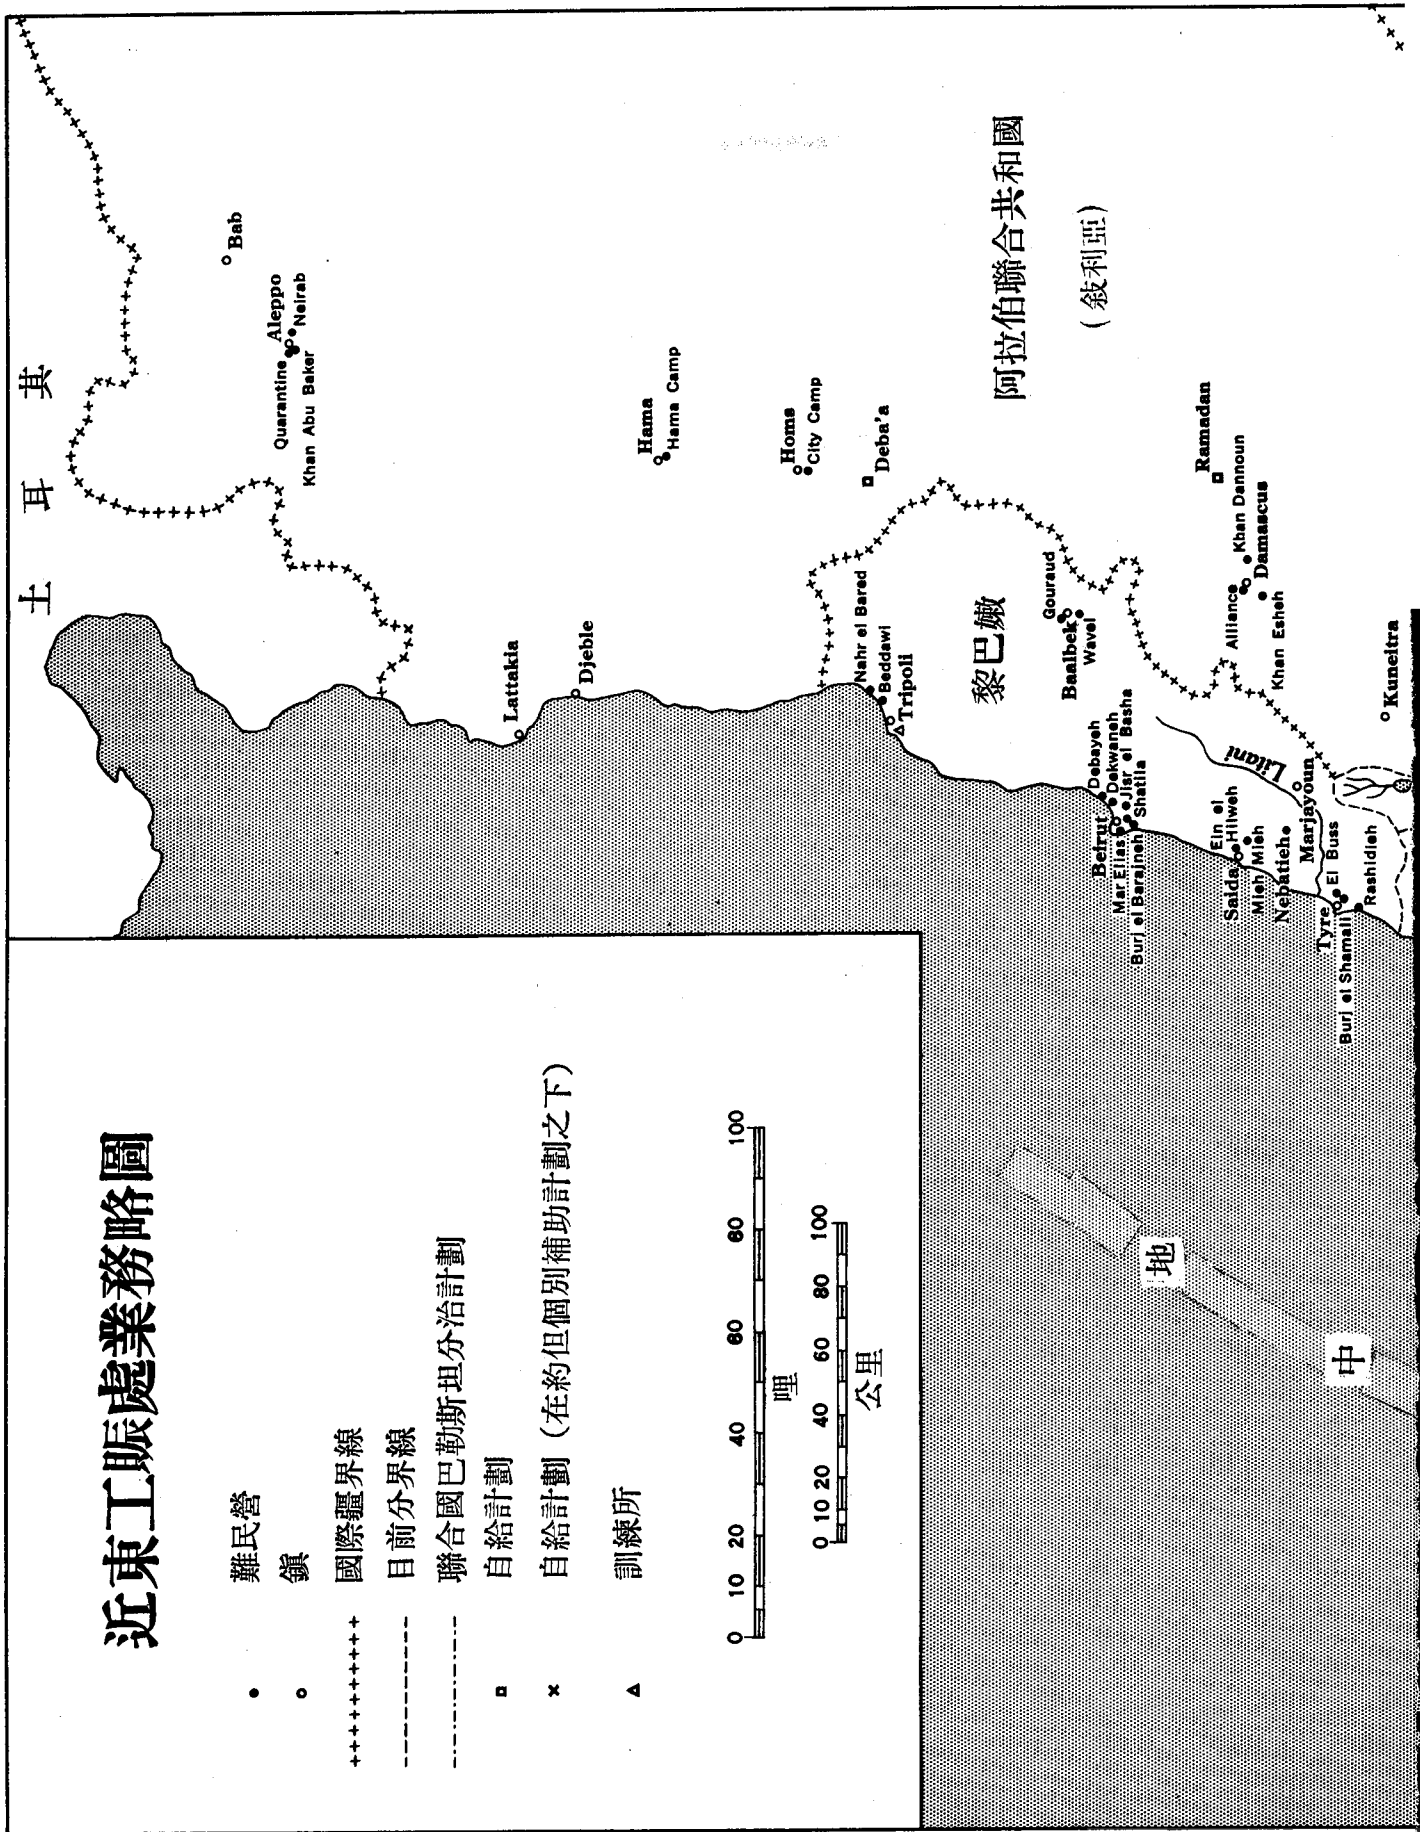 近東工賑處業務略圖
難民營
鎮
國際疆界線
目前分界線
聯合國巴勒斯坦分治計劃
自給計劃
自給計劃（在約但個別補助計劃之下）
訓練所
0 10 20 40 60 80 100
哩
0 10 20 40 60 80 100
公里
土耳其
Bab
Aleppo
Neirab
Quarantine
Khan Abu Baker
Lattakia
Djeble
Hama
Hama Camp
Homs
City Camp
Deba'a
阿拉伯聯合共和國
(敍利亞)
Nahr el Bared
Beddawi
Tripoli
黎巴嫩
Gouraud
Baalbek
Wavel
Ramadan
Khan Dannoun
Alliance
Damascus
Khan Esheh
Kuneitra
Debayeh
Dekwaneh
Jisr el Basha
Shatila
Beirut
Mar Elias
Burj el Barajneh
Litani
Ein el
Hilweh
Saida
Mieh Mieh
Nebatieh
Marjayoun
El Buss
Tyre
Rashidieh
Burj el Shamali
中地